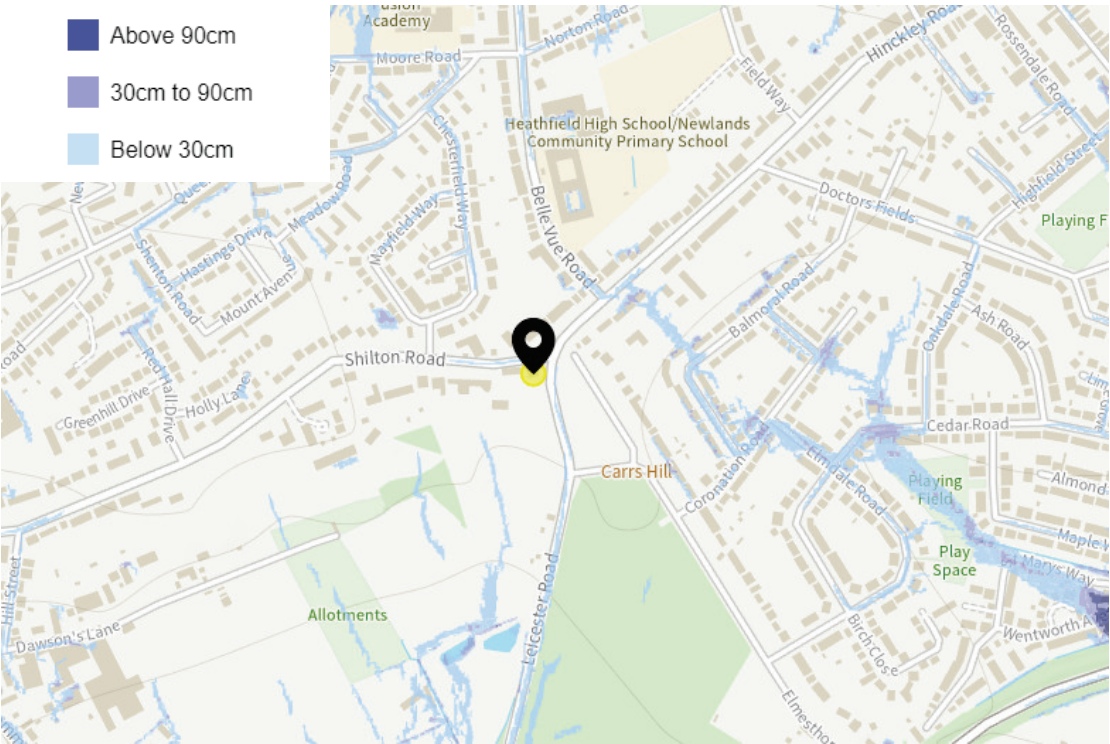 Above 90cm
30cm to 90cm
Below 30cm
Academy
Moore Road
Norton Road
Hinckley Road
Rossendale Road
Field Way
Heathfield High School/Newlands
Community Primary School
Chesterfield Way
Highfield Street
Meadow Road
Belle Vue Road
Doctors Fields
Playing F
Mayfield Way
Hastings Drive
Shenton Road
Mount Aven
Balmoral Road
Oakdale Road
Ash Road
Shilton Road
Red Hall Drive
Holly Lane
Greenhill Drive
Cedar Road
Carrs Hill
Coronation Road
Elmdale Road
Playing
Field
Almond
Maple W
Hill Street
Leicester Road
Play
Space
Marys Way
Allotments
Dawson's Lane
Birch Close
Wentworth A
Elmesthor